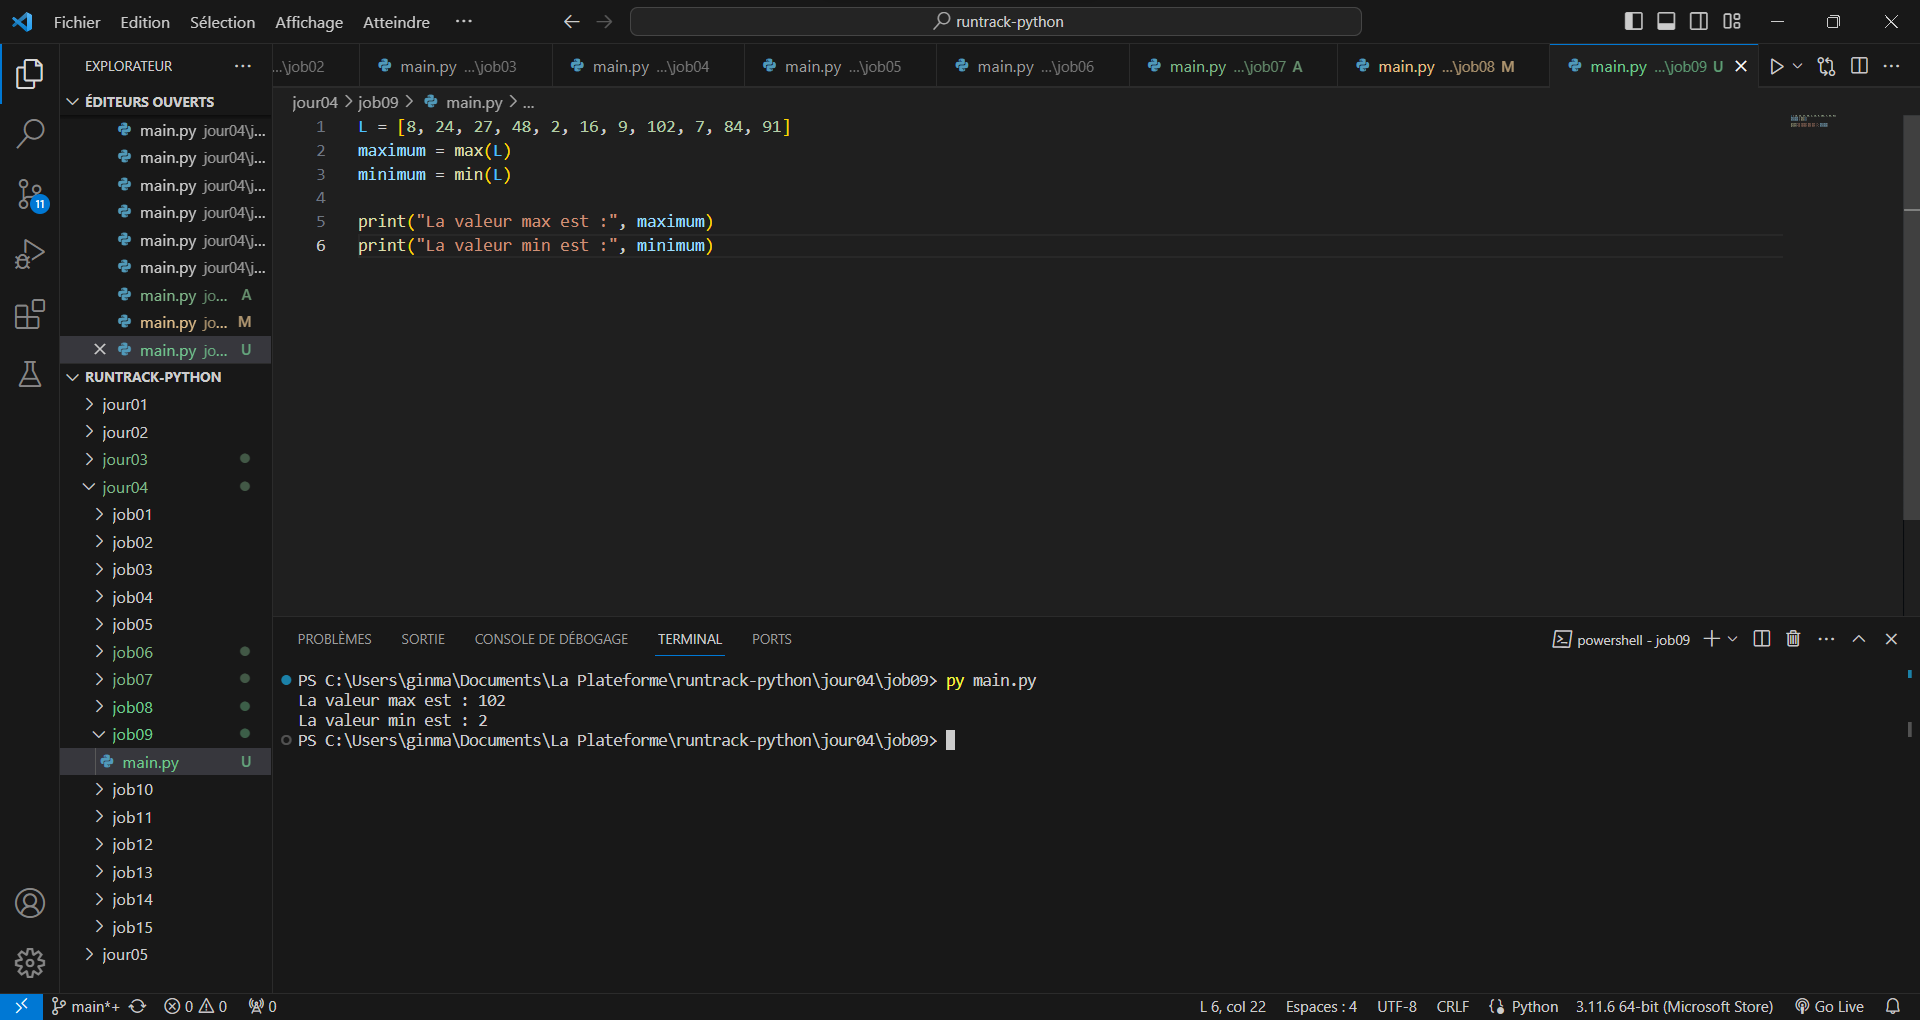 Fichier Edition Sélection Affichage Atteindre ···
runtrack-python
EXPLORATEUR ···
...\job02
main.py ...\job03
main.py ...\job04
main.py ...\job05
main.py ...\job06
main.py ...\job07 A
main.py ...\job08 M
main.py ...\job09 U
ÉDITEURS OUVERTS
main.py jour04\j...
main.py jour04\j...
main.py jour04\j...
main.py jour04\j...
main.py jour04\j...
main.py jour04\j...
main.py jo... A
main.py jo... M
main.py jo... U
11
RUNTRACK-PYTHON
jour01
jour02
jour03
jour04
job01
job02
job03
job04
job05
job06
job07
job08
job09
main.py U
job10
job11
job12
job13
job14
job15
jour05
jour04 > job09 > main.py > ...
1 L = [8, 24, 27, 48, 2, 16, 9, 102, 7, 84, 91]
2 maximum = max(L)
3 minimum = min(L)
4
5 print("La valeur max est :", maximum)
6 print("La valeur min est :", minimum)
PROBLÈMES SORTIE CONSOLE DE DÉBOGAGE TERMINAL PORTS
powershell - job09
PS C:\Users\ginma\Documents\La Plateforme\runtrack-python\jour04\job09> py main.py
La valeur max est : 102
La valeur min est : 2
PS C:\Users\ginma\Documents\La Plateforme\runtrack-python\jour04\job09>
main*+ 0 0 0
L 6, col 22 Espaces : 4 UTF-8 CRLF Python 3.11.6 64-bit (Microsoft Store) Go Live